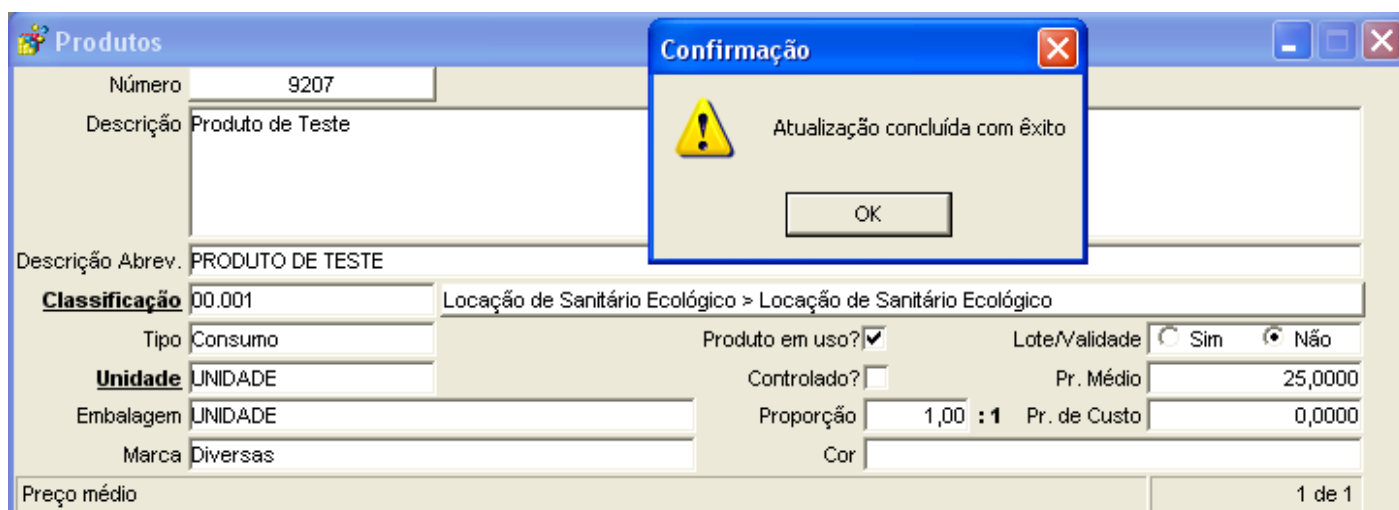 Produtos
Confirmação
Número 9207
Descrição Produto de Teste
Atualização concluída com êxito
OK
Descrição Abrev. PRODUTO DE TESTE
Classificação 00.001 Locação de Sanitário Ecológico > Locação de Sanitário Ecológico
Tipo Consumo Produto em uso? Lote/Validade Sim Não
Unidade UNIDADE Controlado? Pr. Médio 25,0000
Embalagem UNIDADE Proporção 1,00 : 1 Pr. de Custo 0,0000
Marca Diversas Cor
Preço médio 1 de 1